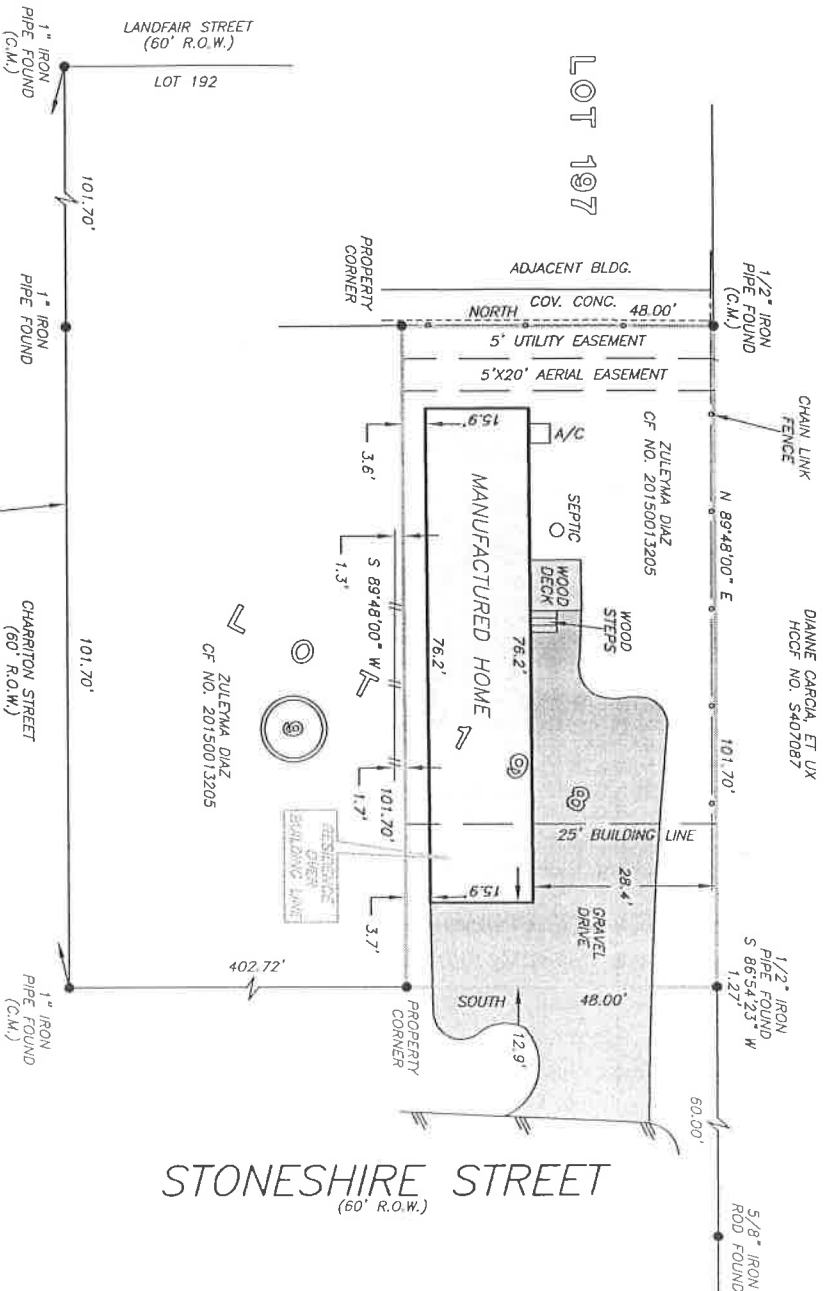 LANDFAIR STREET
(60' R.O.W.)
LOT 192
1" IRON
PIPE FOUND
(C.M.)
101.70'
1" IRON
PIPE FOUND
LOT 197
PROPERTY
CORNER
ADJACENT BLDG.
COV. CONC.
NORTH
48.00'
1/2" IRON
PIPE FOUND
(C.M.)
5' UTILITY EASEMENT
5'X20' AERIAL EASEMENT
CHAIN LINK
FENCE
N 89°48'00" E
101.70'
DIANNE CARCIA, ET UX
HCCF NO. S407087
ZULEYMA DIAZ
CF NO. 20150013205
A/C
SEPTIC
WOOD
DECK
WOOD
STEPS
15.9'
MANUFACTURED HOME
76.2'
76.2'
3.6'
1.3'
S 89°48'00" W
101.70'
1.7'
3.7'
15.9'
LOT 198
LOT 199
ZULEYMA DIAZ
CF NO. 20150013205
RESIDENCE
OVER
BUILDING LINE
25' BUILDING LINE
28.4'
GRAVEL
DRIVE
1/2" IRON
PIPE FOUND
S 86°54'23" W
1.27'
SOUTH
48.00'
12.9'
PROPERTY
CORNER
402.72'
60.00'
5/8" IRON
ROD FOUND
STONESHIRE STREET
(60' R.O.W.)
101.70'
CHARRITON STREET
(60' R.O.W.)
1" IRON
PIPE FOUND
(C.M.)